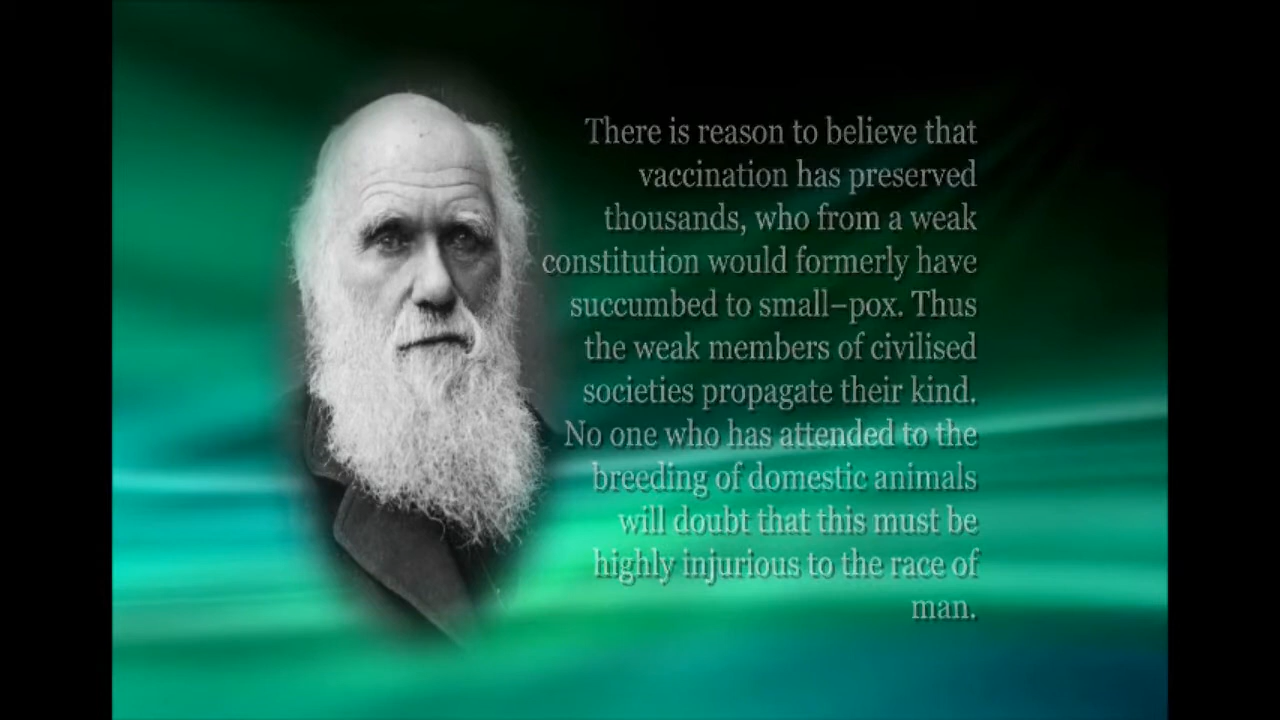 There is reason to believe that
vaccination has preserved
thousands, who from a weak
constitution would formerly have
succumbed to small–pox. Thus
the weak members of civilised
societies propagate their kind.
No one who has attended to the
breeding of domestic animals
will doubt that this must be
highly injurious to the race of
man.